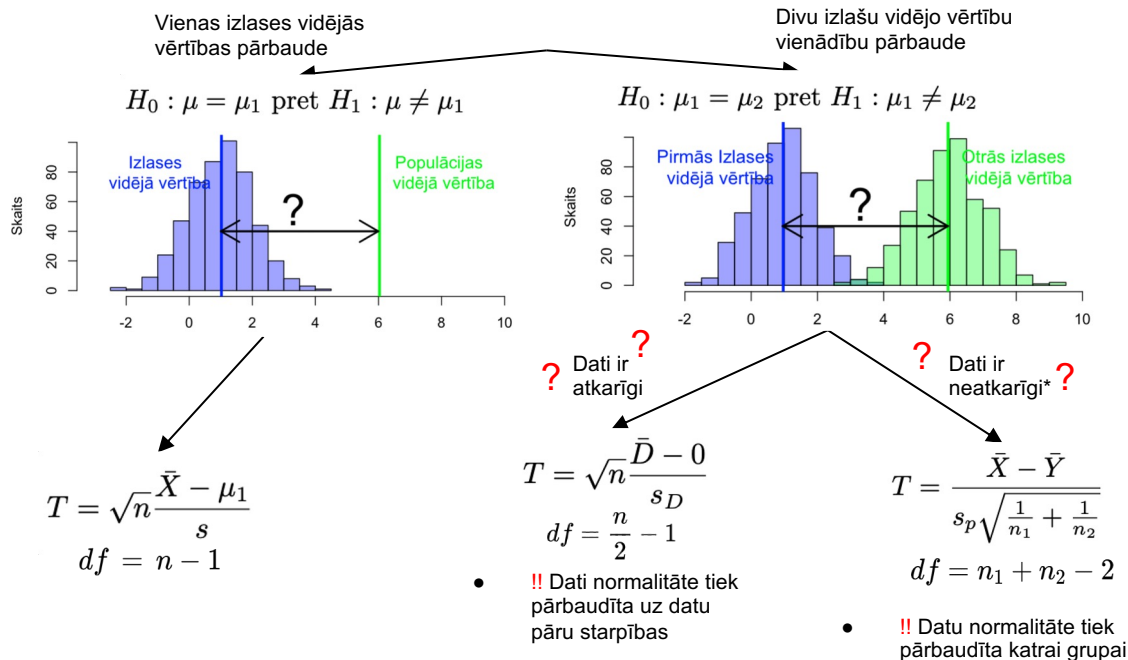 Vienas izlases vidējās
vērtības pārbaude
Divu izlašu vidējo vērtību
vienādību pārbaude
H₀ : μ = μ₁ pret H₁ : μ ≠ μ₁
H₀ : μ₁ = μ₂ pret H₁ : μ₁ ≠ μ₂
Izlases
vidējā vērtība
Populācijas
vidējā vērtība
?
Skaits
0 20 40 60 80
-2 0 2 4 6 8 10
Pirmās Izlases
vidējā vērtība
Otrās izlases
vidējā vērtība
?
Skaits
0 20 40 60 80
-2 0 2 4 6 8 10
? Dati ir ?
atkarīgi
? Dati ir
neatkarīgi* ?
T = √n (X̄ − μ₁)/s
df = n − 1
T = √n (D̄ − 0)/s_D
df = n/2 − 1
● !! Dati normalitāte tiek
pārbaudīta uz datu
pāru starpības
T = (X̄ − Ȳ)/(s_p √(1/n₁ + 1/n₂))
df = n₁ + n₂ − 2
● !! Datu normalitāte tiek
pārbaudīta katrai grupai